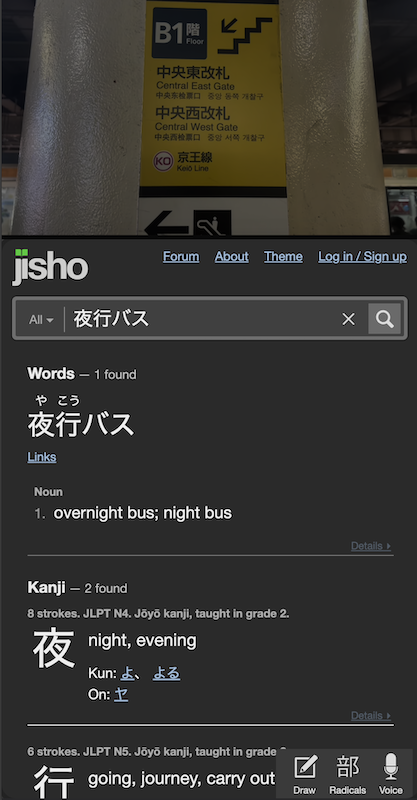 B1階
Floor
中央東改札
Central East Gate
中央东检票口 중앙 동쪽 개찰구
中央西改札
Central West Gate
中央西检票口 중앙 서쪽 개찰구
KO 京王線
Keiō Line
jisho
Forum About Theme Log in / Sign up
All 夜行バス
Words — 1 found
や こう
夜行バス
Links
Noun
1. overnight bus; night bus
Details
Kanji — 2 found
8 strokes. JLPT N4. Jōyō kanji, taught in grade 2.
夜 night, evening
Kun: よ、 よる
On: ヤ
Details
6 strokes. JLPT N5. Jōyō kanji, taught in grade 2.
行 going, journey, carry out
Draw
部
Radicals
Voice